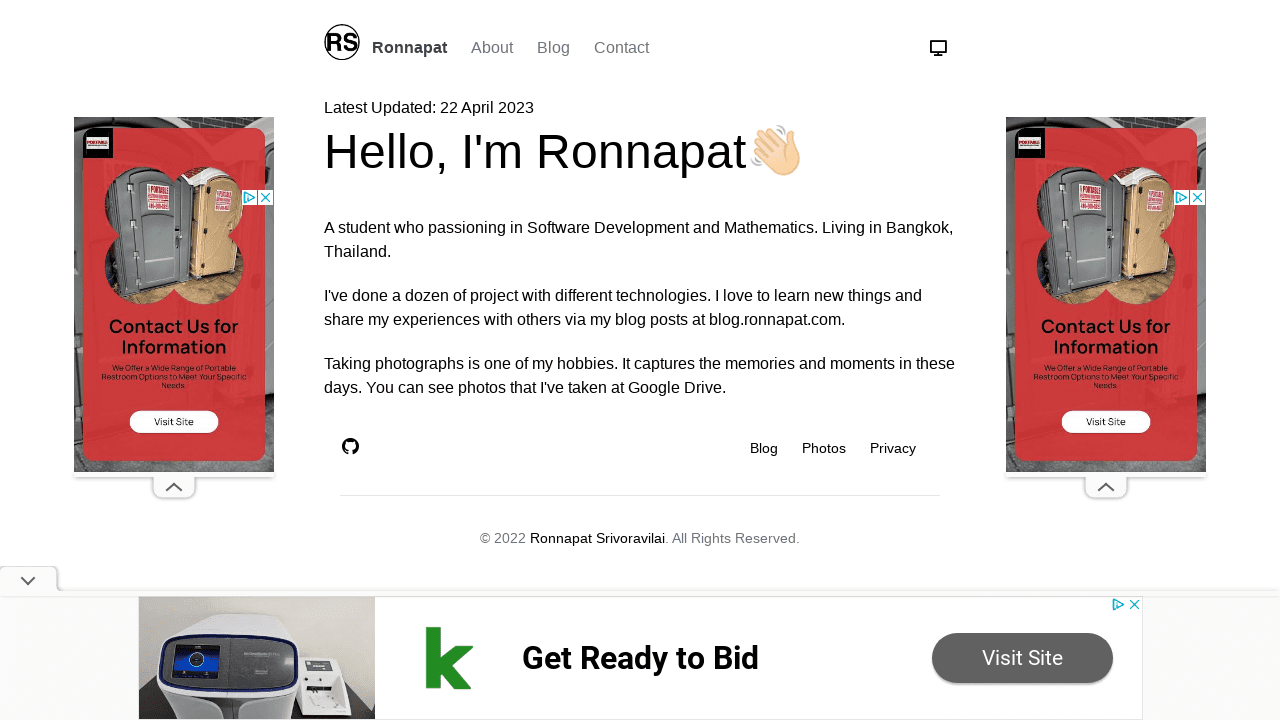 RS Ronnapat About Blog Contact
Latest Updated: 22 April 2023
Hello, I'm Ronnapat
A student who passioning in Software Development and Mathematics. Living in Bangkok,
Thailand.
I've done a dozen of project with different technologies. I love to learn new things and
share my experiences with others via my blog posts at blog.ronnapat.com.
Taking photographs is one of my hobbies. It captures the memories and moments in these
days. You can see photos that I've taken at Google Drive.
Blog Photos Privacy
© 2022 Ronnapat Srivoravilai. All Rights Reserved.
Contact Us for
Information
We Offer a Wide Range of Portable
Restroom Options to Meet Your Specific
Needs.
Visit Site
Contact Us for
Information
We Offer a Wide Range of Portable
Restroom Options to Meet Your Specific
Needs.
Visit Site
k
Get Ready to Bid
Visit Site